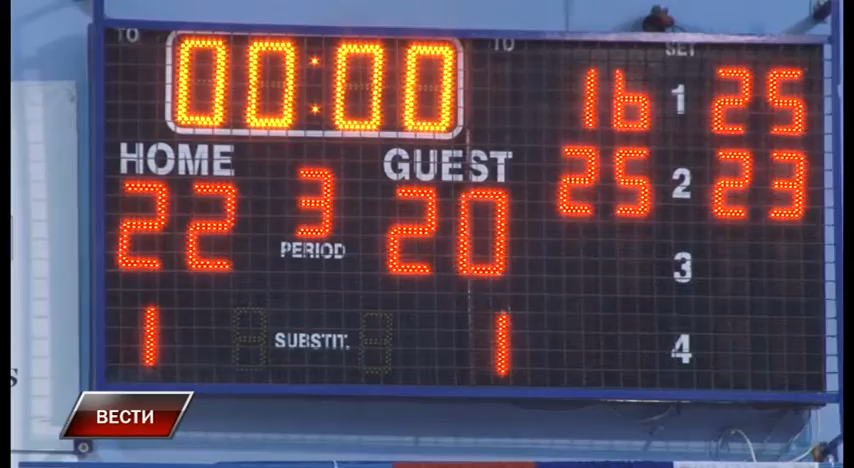 TO TO SET
00:00 16 1 25
HOME GUEST 25 2 23
22 3 20
PERIOD 3
1 SUBSTIT. 1 4
ВЕСТИ